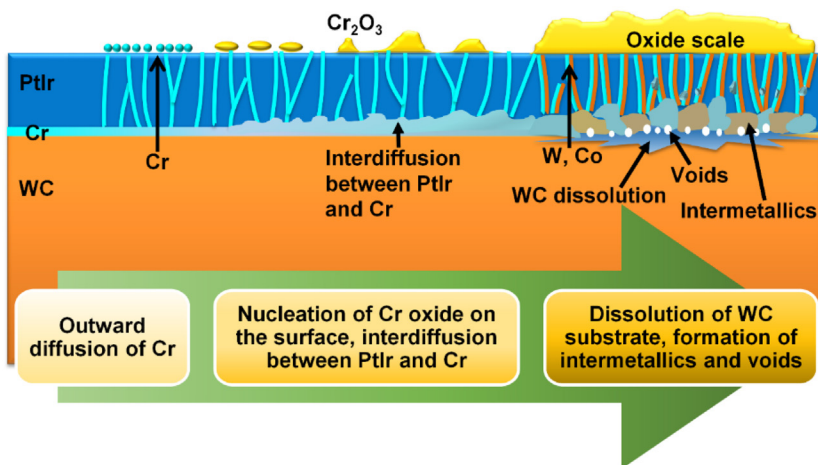 Cr₂O₃
Oxide scale
PtIr
Cr
Cr
Interdiffusion
between PtIr
and Cr
W, Co
Voids
WC dissolution
Intermetallics
WC
Outward
diffusion of Cr
Nucleation of Cr oxide on
the surface, interdiffusion
between PtIr and Cr
Dissolution of WC
substrate, formation of
intermetallics and voids